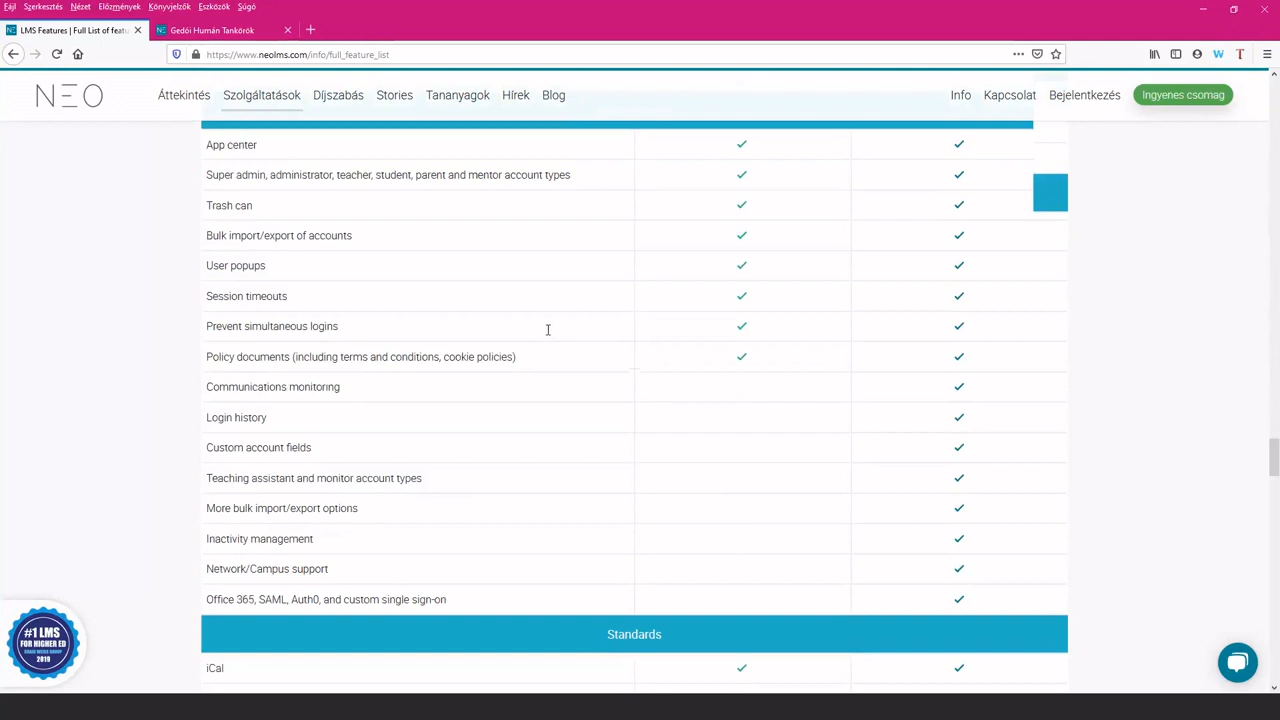 Fájl Szerkesztés Nézet Előzmények Könyvjelzők Eszközök Súgó
LMS Features | Full List of featu
Gedői Humán Tankörök
https://www.neolms.com/info/full_feature_list
NEO Áttekintés Szolgáltatások Díjszabás Stories Tananyagok Hírek Blog Info Kapcsolat Bejelentkezés Ingyenes csomag
App center
Super admin, administrator, teacher, student, parent and mentor account types
Trash can
Bulk import/export of accounts
User popups
Session timeouts
Prevent simultaneous logins
Policy documents (including terms and conditions, cookie policies)
Communications monitoring
Login history
Custom account fields
Teaching assistant and monitor account types
More bulk import/export options
Inactivity management
Network/Campus support
Office 365, SAML, Auth0, and custom single sign-on
Standards
iCal
#1 LMS
FOR HIGHER ED
CRAIG WEISS GROUP
2019